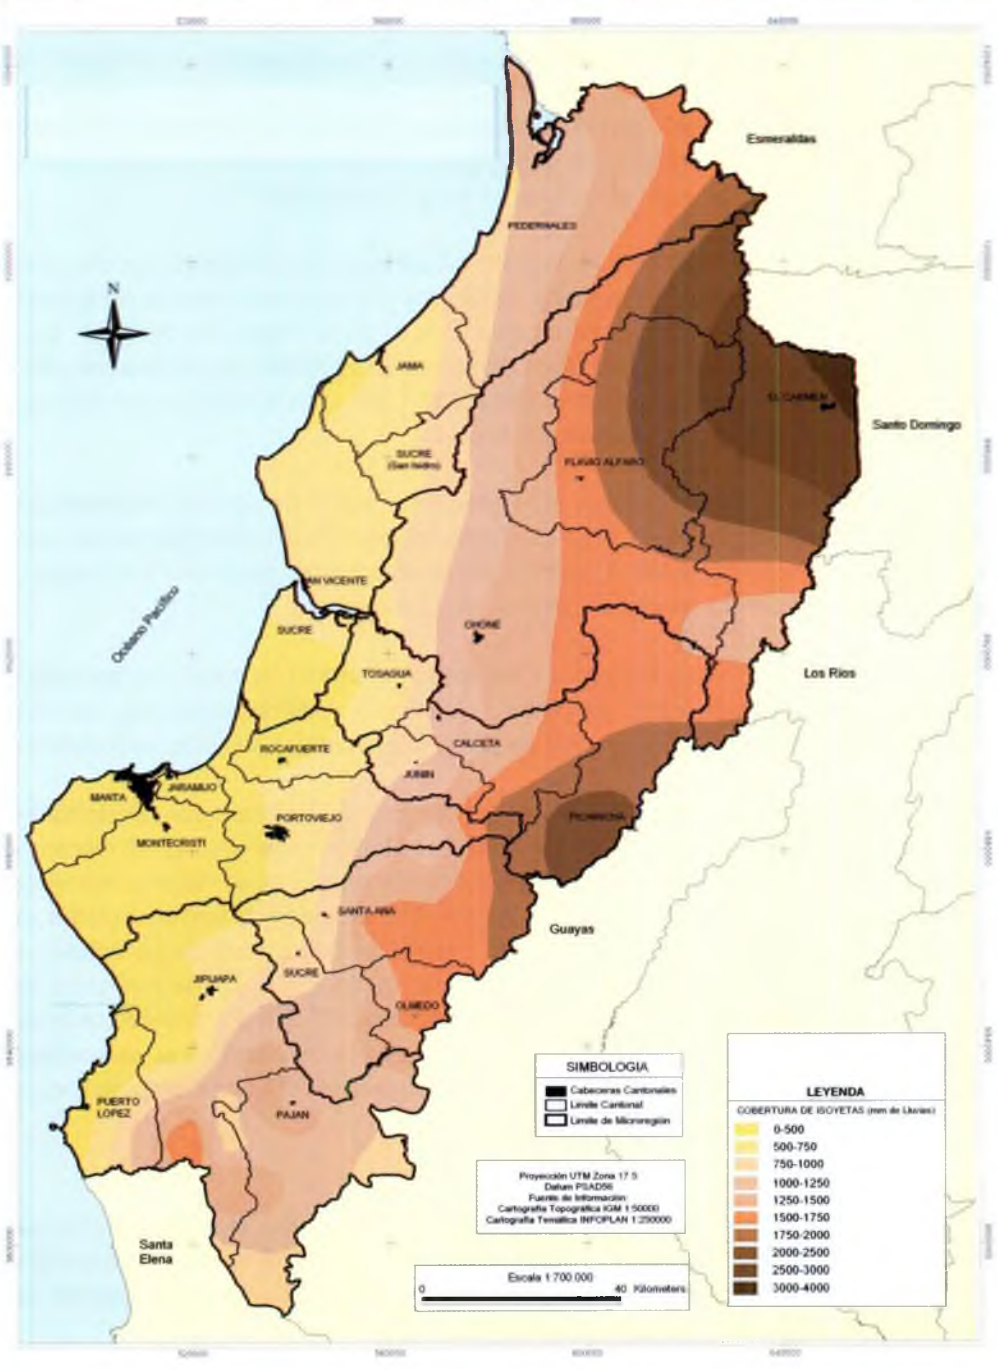 Esmeraldas
PEDERNALES
N
JAMA
EL CARMEN
Santo Domingo
SUCRE
(San Isidro)
FLAVIO ALFARO
Océano Pacífico
AN VICENTE
SUCRE
CHONE
TOSAGUA
Los Rios
ROCAFUERTE
CALCETA
JUNIN
MANTA
JARAMIJO
PORTOVIEJO
PICHINCHA
MONTECRISTI
SANTA ANA
Guayas
SUCRE
JIPIJAPA
OLMEDO
PUERTO
LOPEZ
PAJAN
Santa
Elena
SIMBOLOGIA
Cabeceras Cantonales
Limite Cantonal
Limite de Microregión
Proyección UTM Zona 17 S
Datum PSAD56
Fuente de Información:
Cartografia Topográfica IGM 1:50000
Cartografia Temática INFOPLAN 1:250000
Escala 1:700.000
0 40 Kilometers
LEYENDA
COBERTURA DE ISOYETAS (mm de Lluvias)
0-500
500-750
750-1000
1000-1250
1250-1500
1500-1750
1750-2000
2000-2500
2500-3000
3000-4000